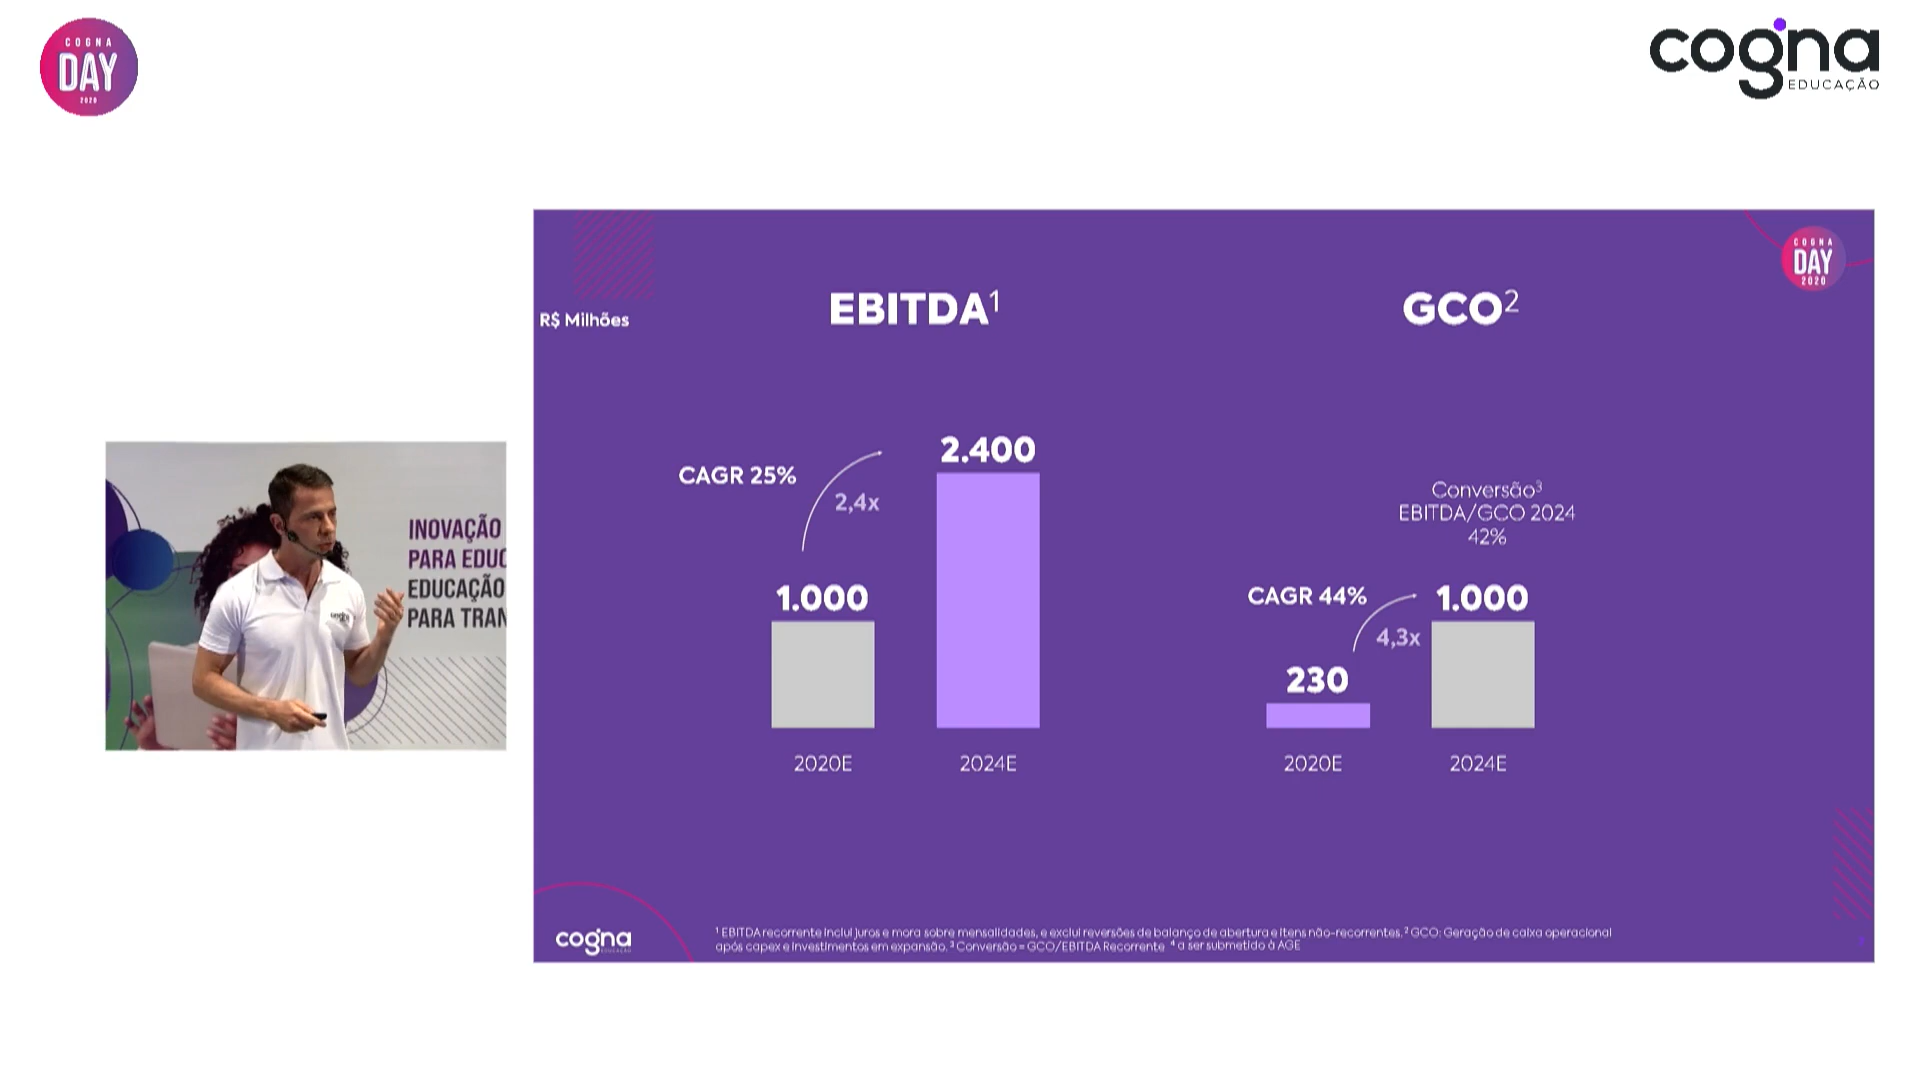 COGNA
DAY
2020
cogna
EDUCAÇÃO
COGNA
DAY
2020
R$ Milhões
EBITDA¹
GCO²
CAGR 25%
2,4x
2.400
1.000
2020E
2024E
Conversão³
EBITDA/GCO 2024
42%
CAGR 44%
4,3x
1.000
230
2020E
2024E
INOVAÇÃO
PARA EDUC
EDUCAÇÃO
PARA TRAN
cogna
cogna
EDUCAÇÃO
¹ EBITDA recorrente inclui juros e mora sobre mensalidades, e exclui reversões de balanço de abertura e itens não-recorrentes. ² GCO: Geração de caixa operacional
após capex e investimentos em expansão. ³ Conversão = GCO/EBITDA Recorrente ⁴ a ser submetido à AGE